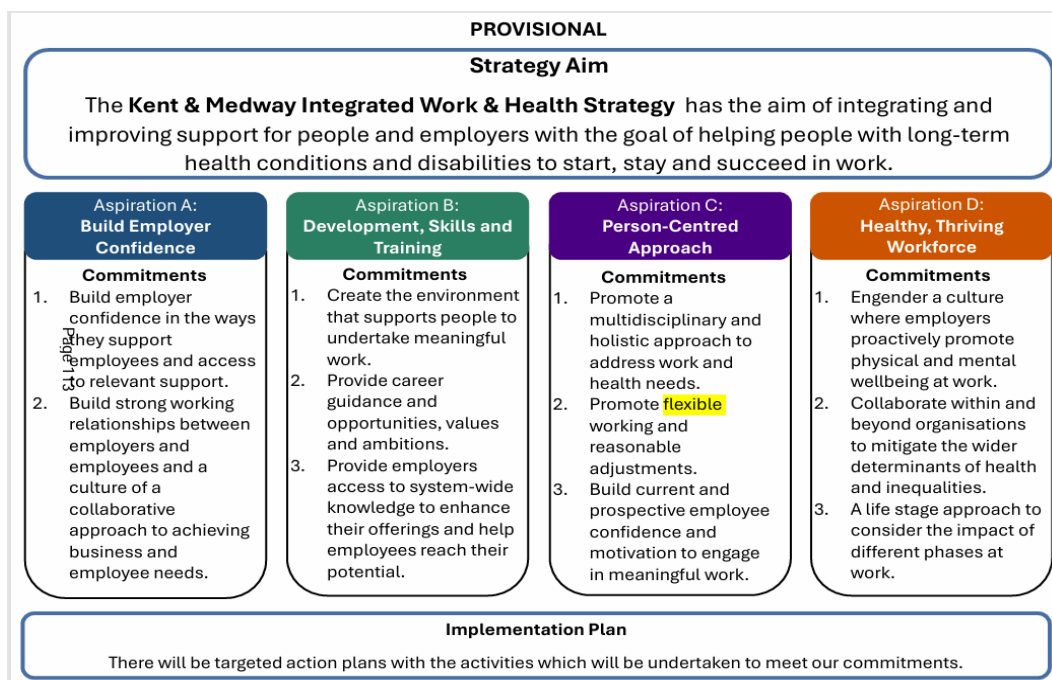 PROVISIONAL
Strategy Aim
The Kent & Medway Integrated Work & Health Strategy has the aim of integrating and
improving support for people and employers with the goal of helping people with long-term
health conditions and disabilities to start, stay and succeed in work.
Aspiration A:
Build Employer
Confidence
Commitments
1. Build employer
confidence in the ways
they support
employees and access
to relevant support.
2. Build strong working
relationships between
employers and
employees and a
culture of a
collaborative
approach to achieving
business and
employee needs.
Page 113
Aspiration B:
Development, Skills and
Training
Commitments
1. Create the environment
that supports people to
undertake meaningful
work.
2. Provide career
guidance and
opportunities, values
and ambitions.
3. Provide employers
access to system-wide
knowledge to enhance
their offerings and help
employees reach their
potential.
Aspiration C:
Person-Centred
Approach
Commitments
1. Promote a
multidisciplinary and
holistic approach to
address work and
health needs.
2. Promote flexible
working and
reasonable
adjustments.
3. Build current and
prospective employee
confidence and
motivation to engage
in meaningful work.
Aspiration D:
Healthy, Thriving
Workforce
Commitments
1. Engender a culture
where employers
proactively promote
physical and mental
wellbeing at work.
2. Collaborate within and
beyond organisations
to mitigate the wider
determinants of health
and inequalities.
3. A life stage approach to
consider the impact of
different phases at
work.
Implementation Plan
There will be targeted action plans with the activities which will be undertaken to meet our commitments.